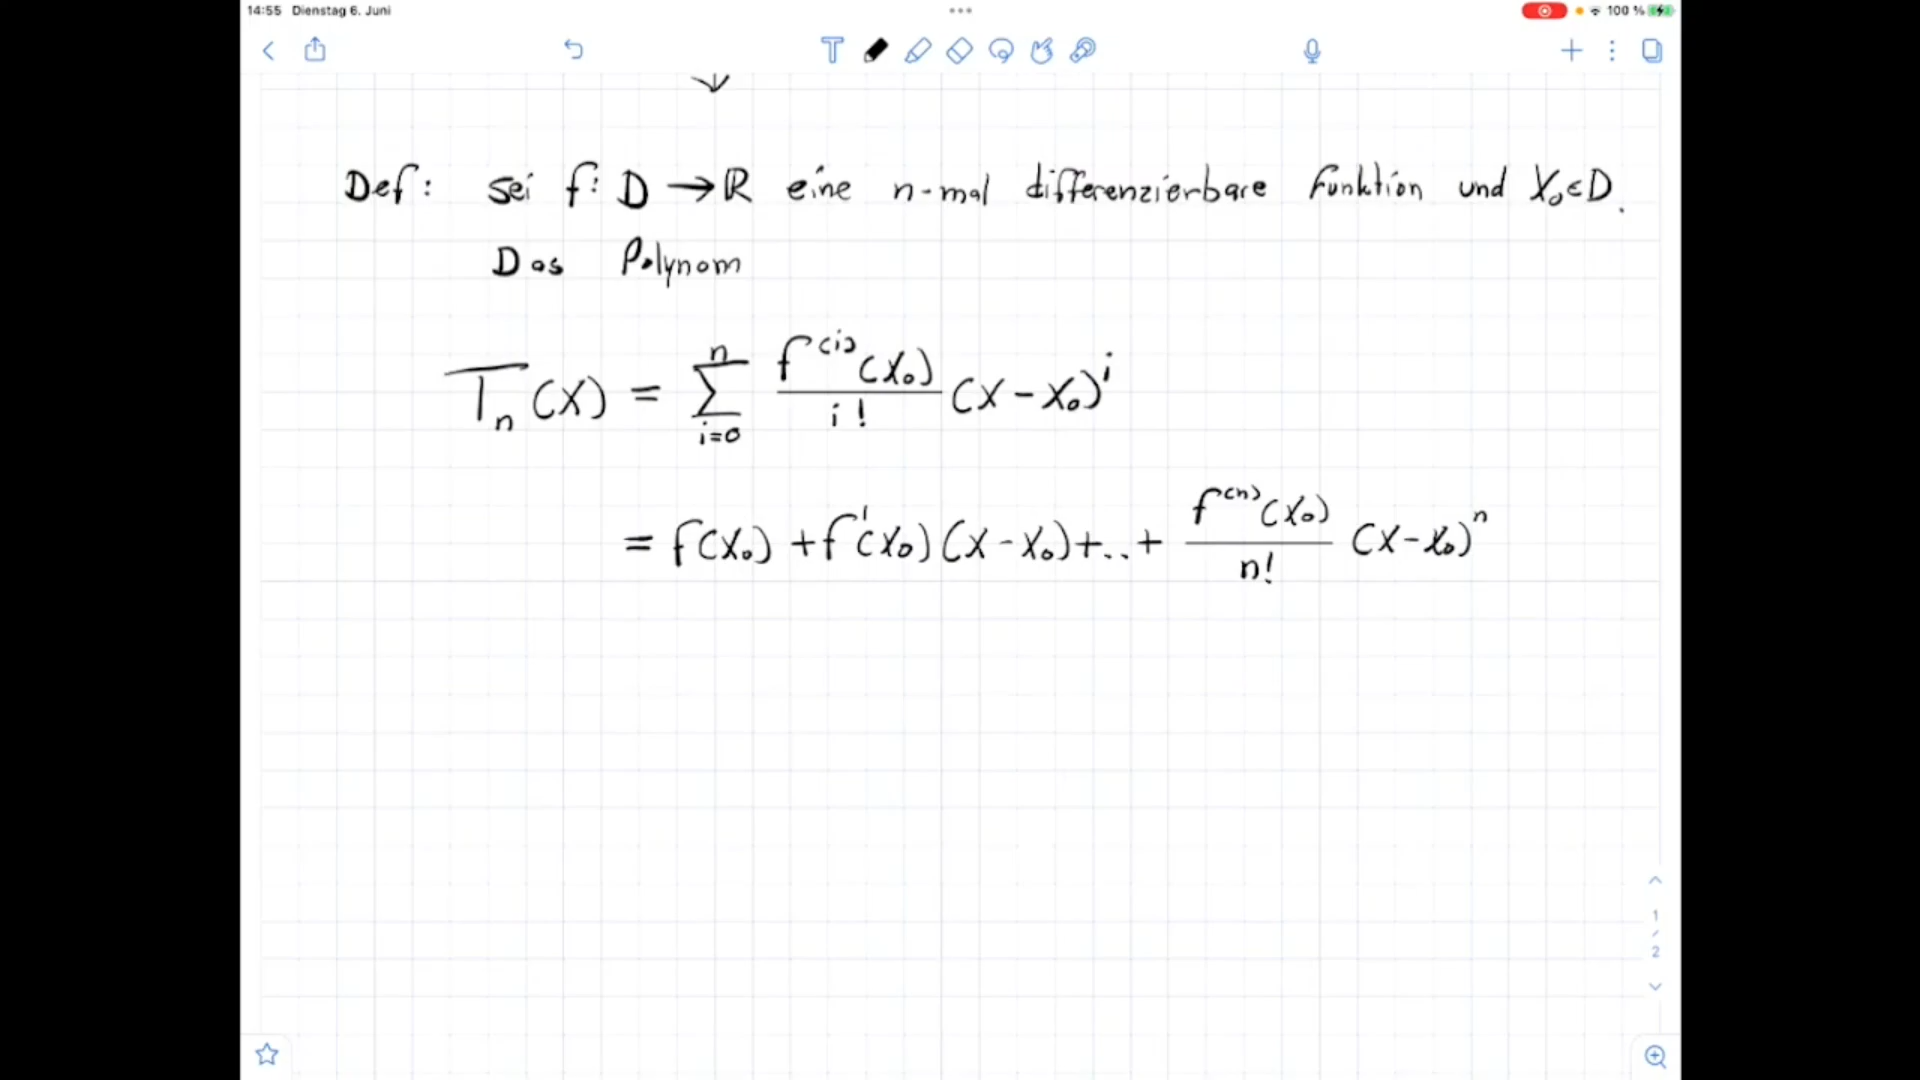 14:55 Dienstag 6. Juni
100 %
Def: sei f: D → ℝ eine n-mal differenzierbare Funktion und X₀ ∈ D.
Das Polynom
Tₙ(X) = ∑ᵢ₌₀ⁿ f⁽ⁱ⁾(X₀)/i! (X-X₀)ⁱ
= f(X₀) + f'(X₀)(X-X₀)+..+ f⁽ⁿ⁾(X₀)/n! (X-X₀)ⁿ
1
/
2